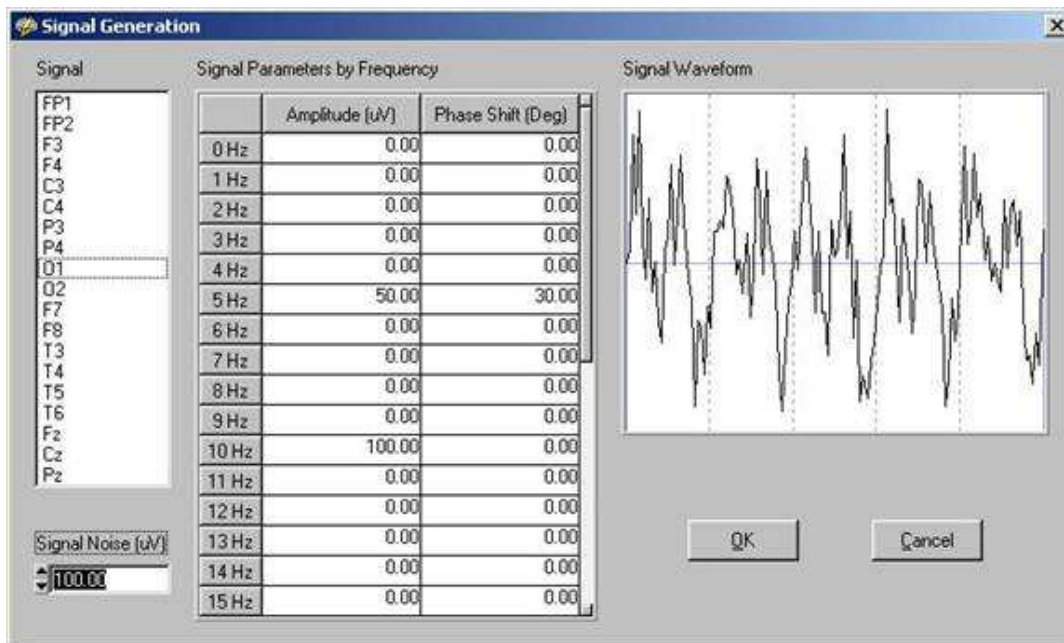 Signal Generation
Signal
FP1
FP2
F3
F4
C3
C4
P3
P4
O1
O2
F7
F8
T3
T4
T5
T6
Fz
Cz
Pz
Signal Noise (uV)
100.00
Signal Parameters by Frequency
Amplitude (uV) Phase Shift (Deg)
0 Hz 0.00 0.00
1 Hz 0.00 0.00
2 Hz 0.00 0.00
3 Hz 0.00 0.00
4 Hz 0.00 0.00
5 Hz 50.00 30.00
6 Hz 0.00 0.00
7 Hz 0.00 0.00
8 Hz 0.00 0.00
9 Hz 0.00 0.00
10 Hz 100.00 0.00
11 Hz 0.00 0.00
12 Hz 0.00 0.00
13 Hz 0.00 0.00
14 Hz 0.00 0.00
15 Hz 0.00 0.00
Signal Waveform
OK
Cancel